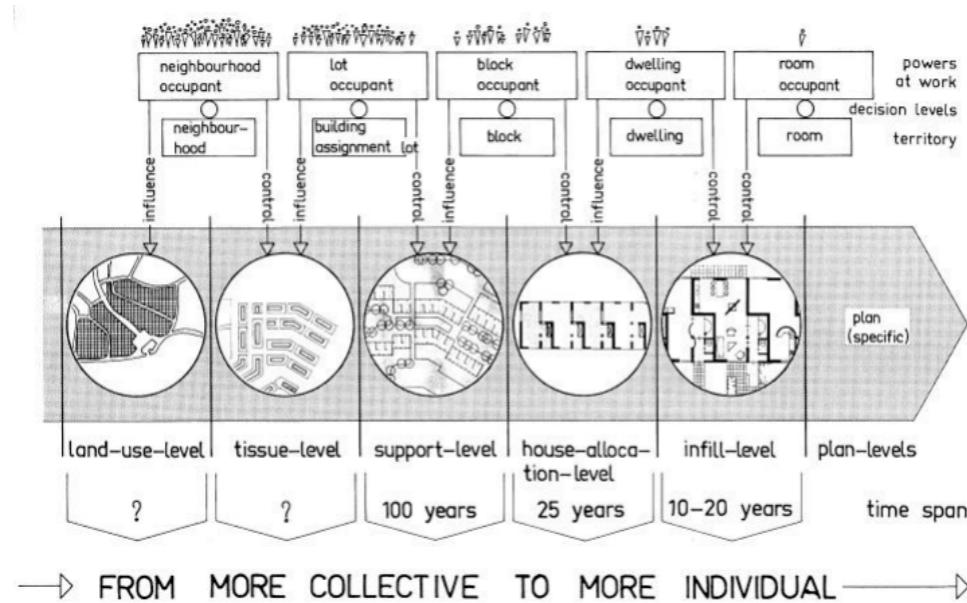 neighbourhood occupant
lot occupant
block occupant
dwelling occupant
room occupant
powers at work
decision levels
neighbour-hood
building assignment lot
block
dwelling
room
territory
influence
control
influence
control
influence
control
influence
control
control
plan (specific)
land-use-level
tissue-level
support-level
house-alloca-tion-level
infill-level
plan-levels
?
?
100 years
25 years
10-20 years
time span
FROM MORE COLLECTIVE TO MORE INDIVIDUAL